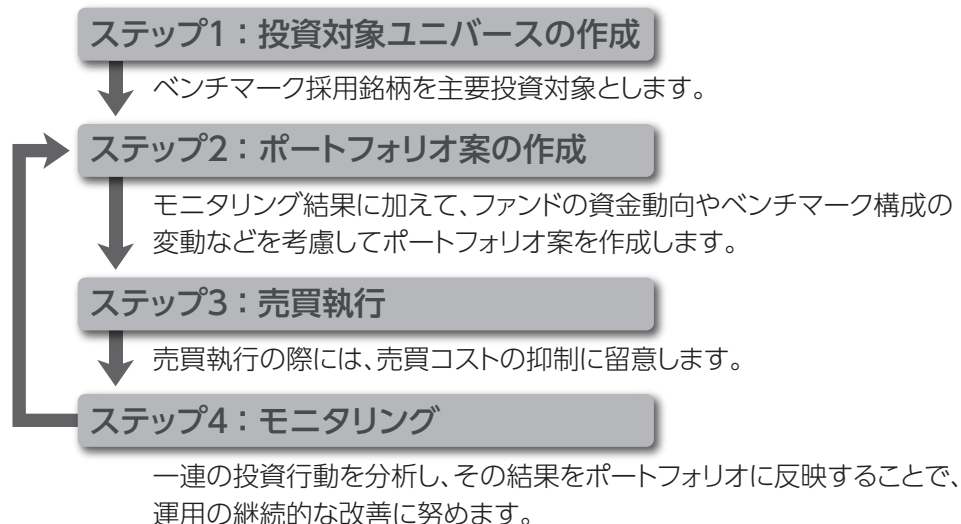 ステップ1：投資対象ユニバースの作成
ベンチマーク採用銘柄を主要投資対象とします。
ステップ2：ポートフォリオ案の作成
モニタリング結果に加えて、ファンドの資金動向やベンチマーク構成の
変動などを考慮してポートフォリオ案を作成します。
ステップ3：売買執行
売買執行の際には、売買コストの抑制に留意します。
ステップ4：モニタリング
一連の投資行動を分析し、その結果をポートフォリオに反映することで、
運用の継続的な改善に努めます。